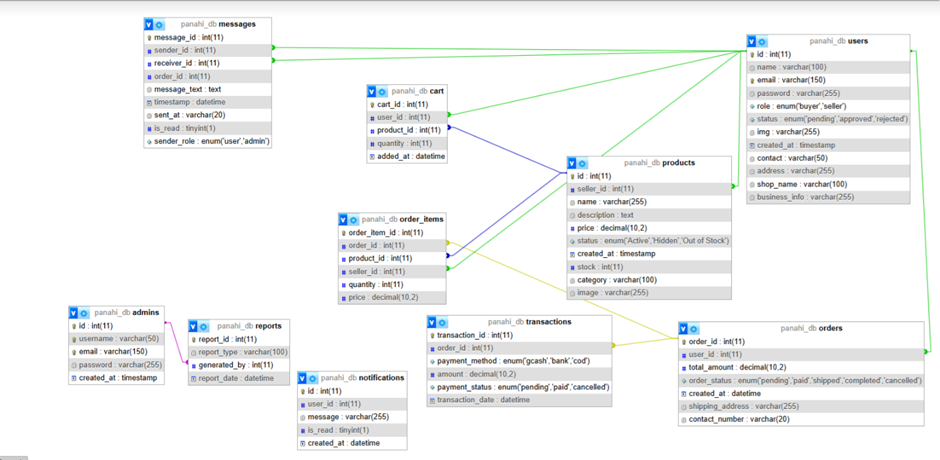 panahi_db messages
message_id : int(11)
sender_id : int(11)
receiver_id : int(11)
order_id : int(11)
message_text : text
timestamp : datetime
sent_at : varchar(20)
is_read : tinyint(1)
sender_role : enum('user','admin')
panahi_db users
id : int(11)
name : varchar(100)
email : varchar(150)
password : varchar(255)
role : enum('buyer','seller')
status : enum('pending','approved','rejected')
img : varchar(255)
created_at : timestamp
contact : varchar(50)
address : varchar(255)
shop_name : varchar(100)
business_info : varchar(255)
panahi_db cart
cart_id : int(11)
user_id : int(11)
product_id : int(11)
quantity : int(11)
added_at : datetime
panahi_db products
id : int(11)
seller_id : int(11)
name : varchar(255)
description : text
price : decimal(10,2)
status : enum('Active','Hidden','Out of Stock')
created_at : timestamp
stock : int(11)
category : varchar(100)
image : varchar(255)
panahi_db order_items
order_item_id : int(11)
order_id : int(11)
product_id : int(11)
seller_id : int(11)
quantity : int(11)
price : decimal(10,2)
panahi_db admins
id : int(11)
username : varchar(50)
email : varchar(150)
password : varchar(255)
created_at : timestamp
panahi_db reports
report_id : int(11)
report_type : varchar(100)
generated_by : int(11)
report_date : datetime
panahi_db notifications
id : int(11)
user_id : int(11)
message : varchar(255)
is_read : tinyint(1)
created_at : datetime
panahi_db transactions
transaction_id : int(11)
order_id : int(11)
payment_method : enum('gcash','bank','cod')
amount : decimal(10,2)
payment_status : enum('pending','paid','cancelled')
transaction_date : datetime
panahi_db orders
order_id : int(11)
user_id : int(11)
total_amount : decimal(10,2)
order_status : enum('pending','paid','shipped','completed','cancelled')
created_at : datetime
shipping_address : varchar(255)
contact_number : varchar(20)